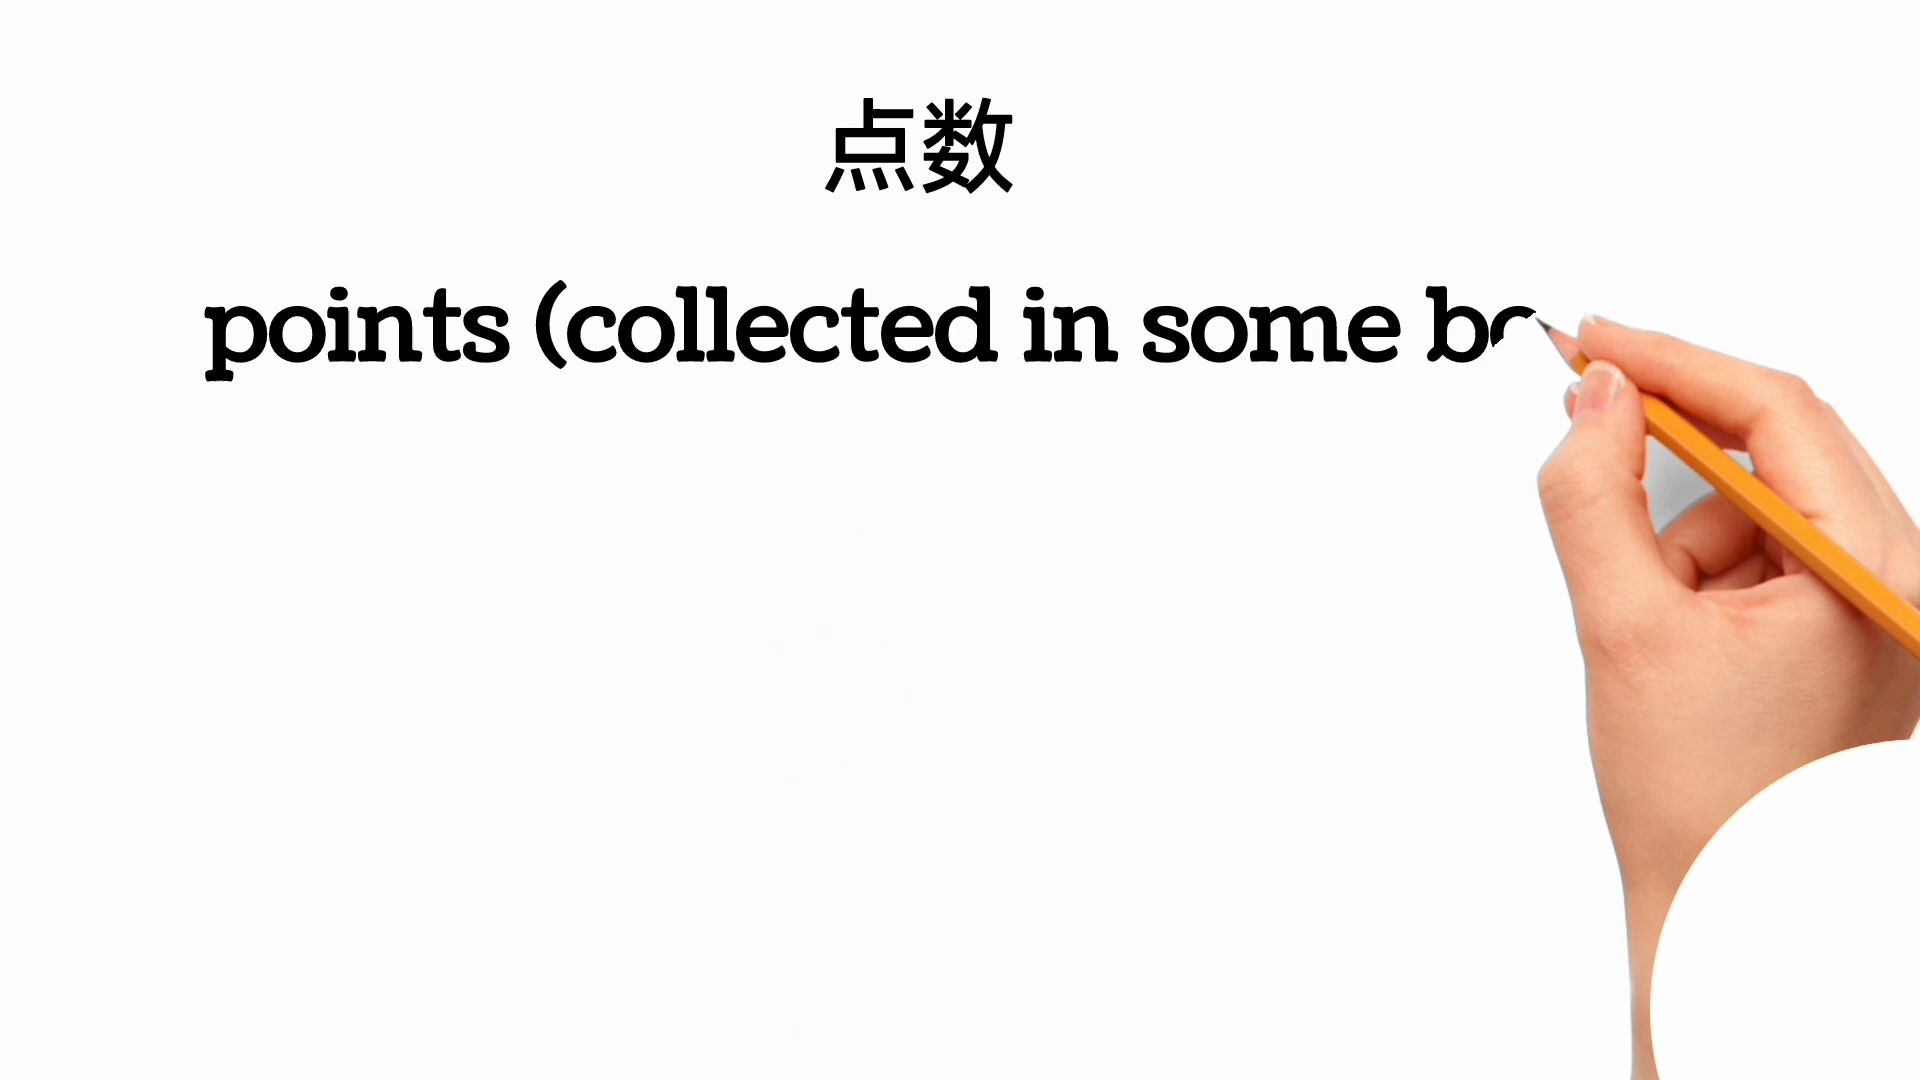 点数
points (collected in some